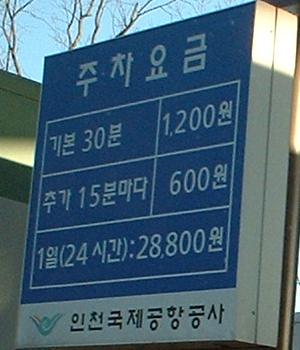 주차요금
기본 30분 1,200원
추가 15분마다 600원
1일(24 시간):28,800원
인천국제공항공사